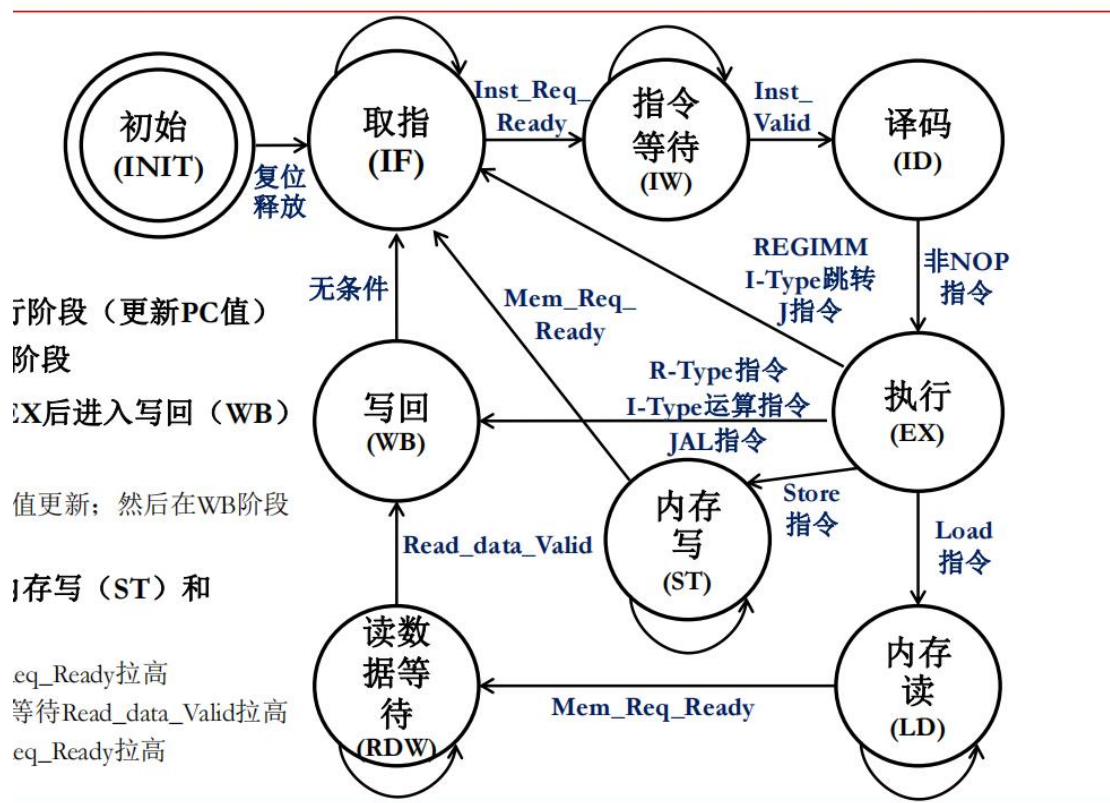 初始
(INIT)
复位
释放
取指
(IF)
Inst_Req_
Ready
指令
等待
(IW)
Inst_
Valid
译码
(ID)
非NOP
指令
REGIMM
I-Type跳转
J指令
Mem_Req_
Ready
无条件
行阶段（更新PC值）
阶段
EX后进入写回（WB）
写回
(WB)
R-Type指令
I-Type运算指令
JAL指令
执行
(EX)
值更新；然后在WB阶段
内存
写
(ST)
Store
指令
Load
指令
Read_data_Valid
内存写（ST）和
读数
据等
待
(RDW)
Mem_Req_Ready
内存
读
(LD)
eq_Ready拉高
等待Read_data_Valid拉高
eq_Ready拉高